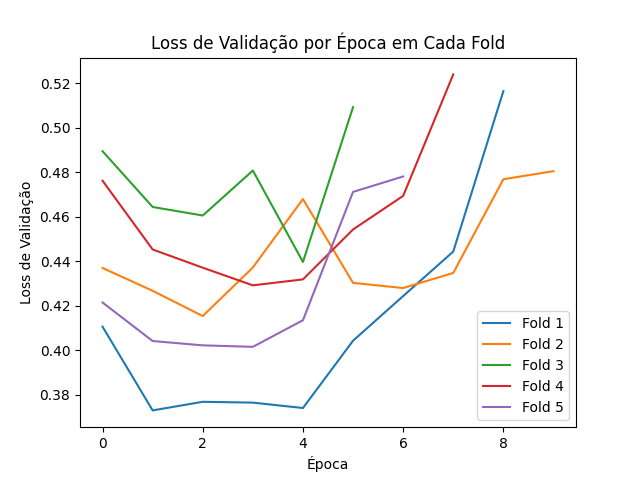 Loss de Validação por Época em Cada Fold
0.52
0.50
0.48
0.46
0.44
0.42
0.40
0.38
Loss de Validação
0 2 4 6 8
Época
Fold 1
Fold 2
Fold 3
Fold 4
Fold 5